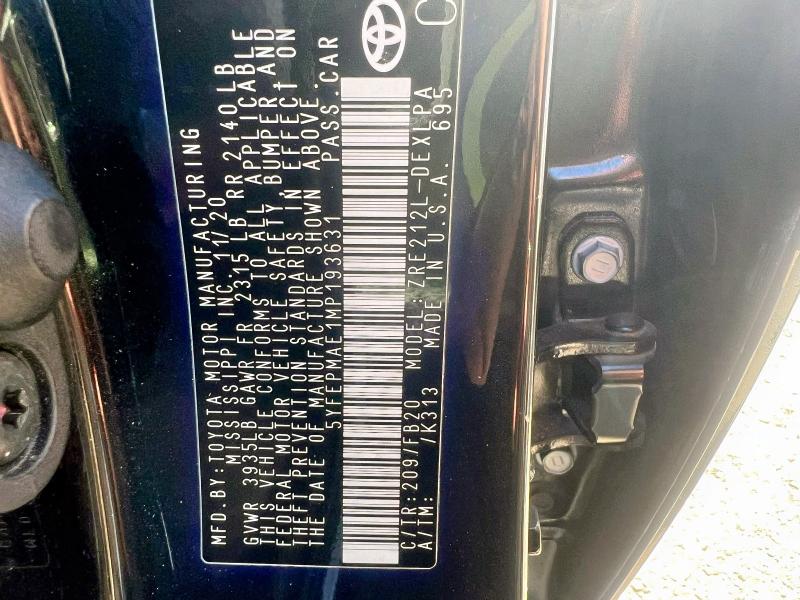 MFD. BY: TOYOTA MOTOR MANUFACTURING
MISSISSIPPI INC. 11/20
GVWR 3935LB GAWR FR 2315 LB RR 2140LB
THIS VEHICLE CONFORMS TO ALL APPLICABLE
FEDERAL MOTOR VEHICLE SAFETY, BUMPER AND
THEFT PREVENTION STANDARDS IN EFFECT ON
THE DATE OF MANUFACTURE SHOWN ABOVE.
5YFEPMAE1MP193631 PASS. CAR
C/TR: 209/FB20 MODEL: ZRE212L-DEXLPA
A/TM: /K313 MADE IN U.S.A. 695